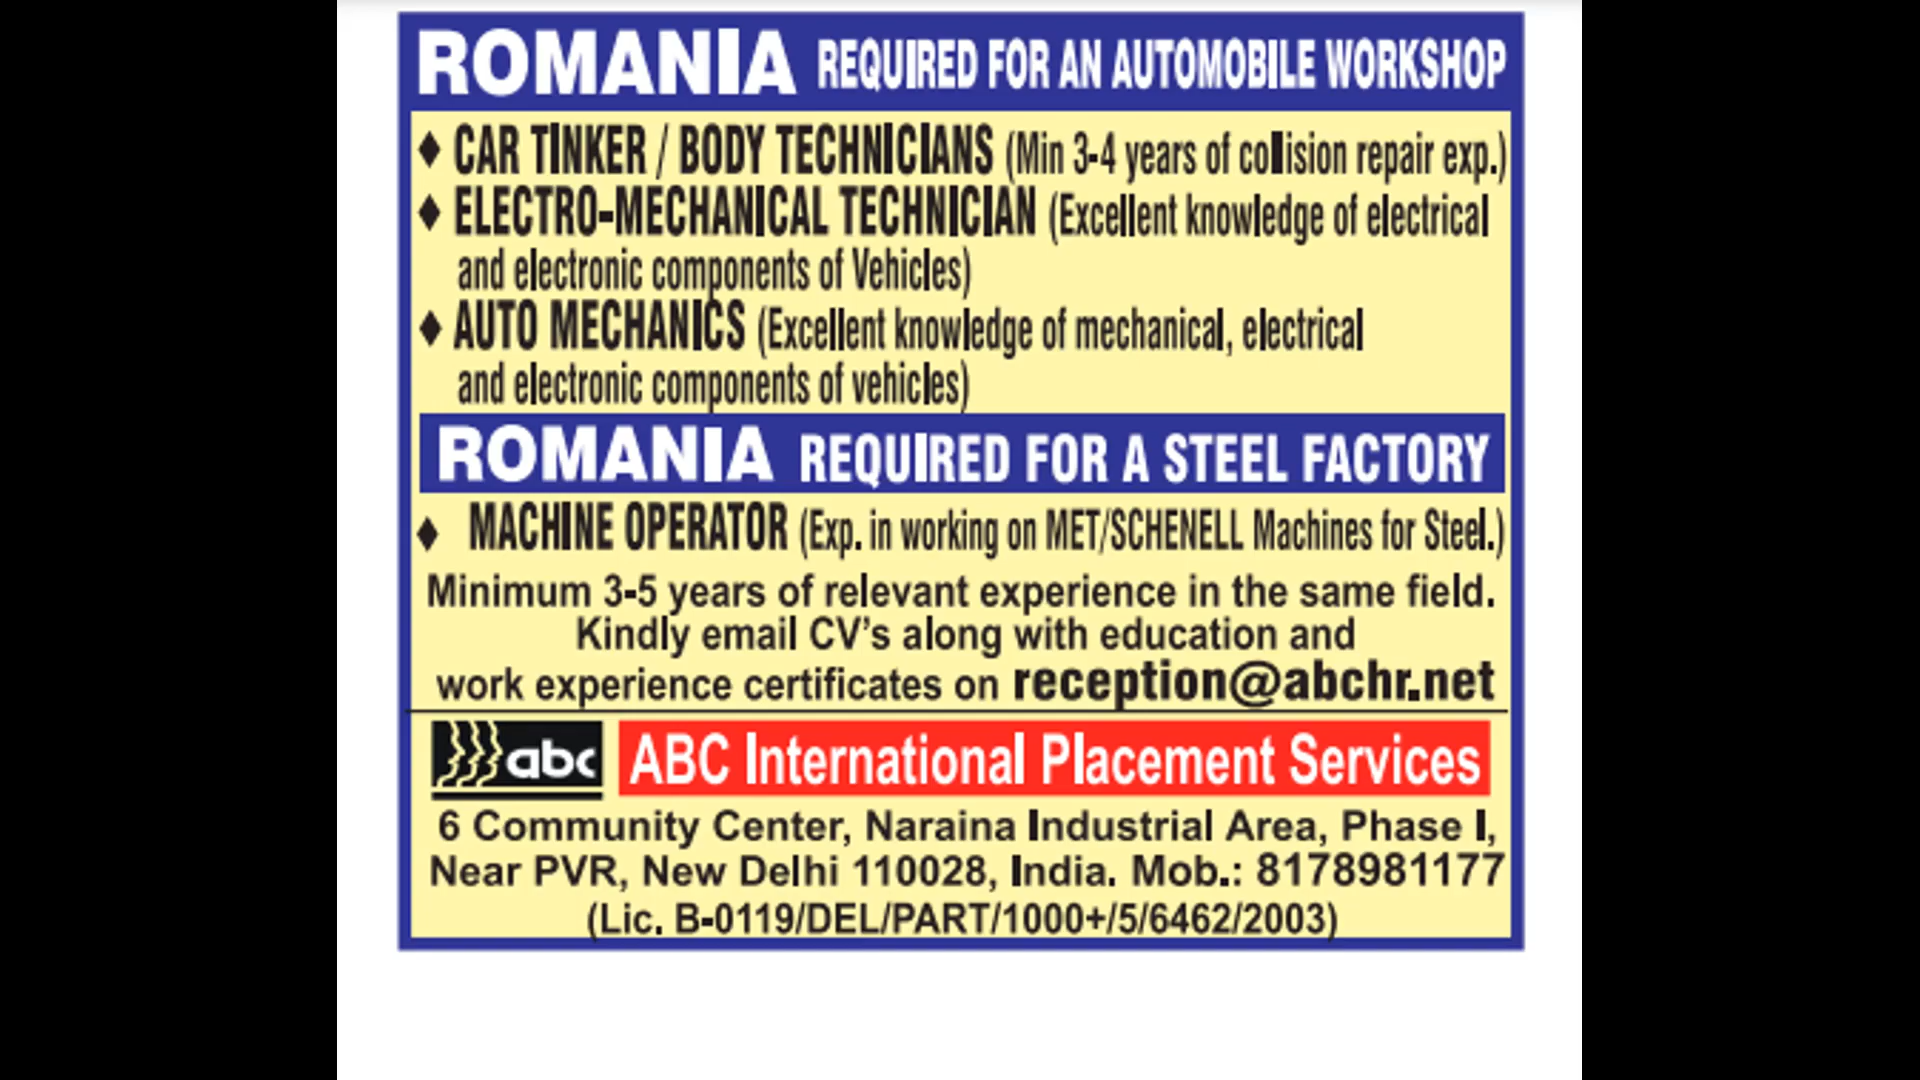 ROMANIA REQUIRED FOR AN AUTOMOBILE WORKSHOP
♦ CAR TINKER / BODY TECHNICIANS (Min 3-4 years of collision repair exp.)
♦ ELECTRO-MECHANICAL TECHNICIAN (Excellent knowledge of electrical
and electronic components of Vehicles)
♦ AUTO MECHANICS (Excellent knowledge of mechanical, electrical
and electronic components of vehicles)
ROMANIA REQUIRED FOR A STEEL FACTORY
♦ MACHINE OPERATOR (Exp. in working on MET/SCHENELL Machines for Steel.)
Minimum 3-5 years of relevant experience in the same field.
Kindly email CV's along with education and
work experience certificates on reception@abchr.net
abc ABC International Placement Services
6 Community Center, Naraina Industrial Area, Phase I,
Near PVR, New Delhi 110028, India. Mob.: 8178981177
(Lic. B-0119/DEL/PART/1000+/5/6462/2003)